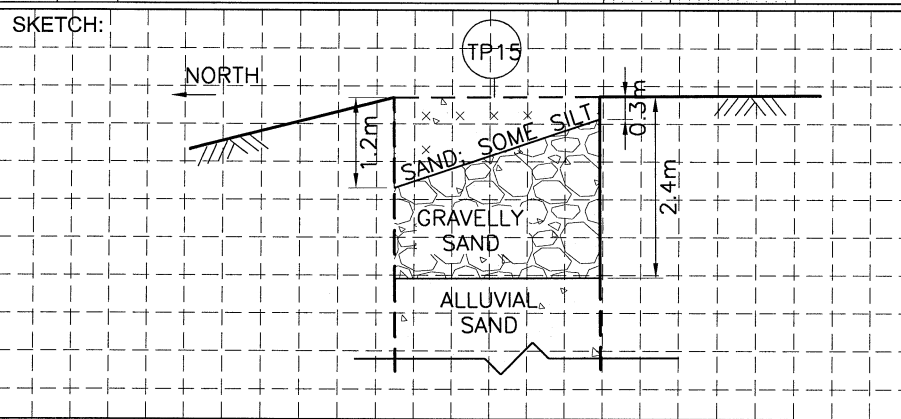 SKETCH:
TP15
NORTH
0.3m
1.2m
SAND; SOME SILT
2.4m
GRAVELLY
SAND
ALLUVIAL
SAND